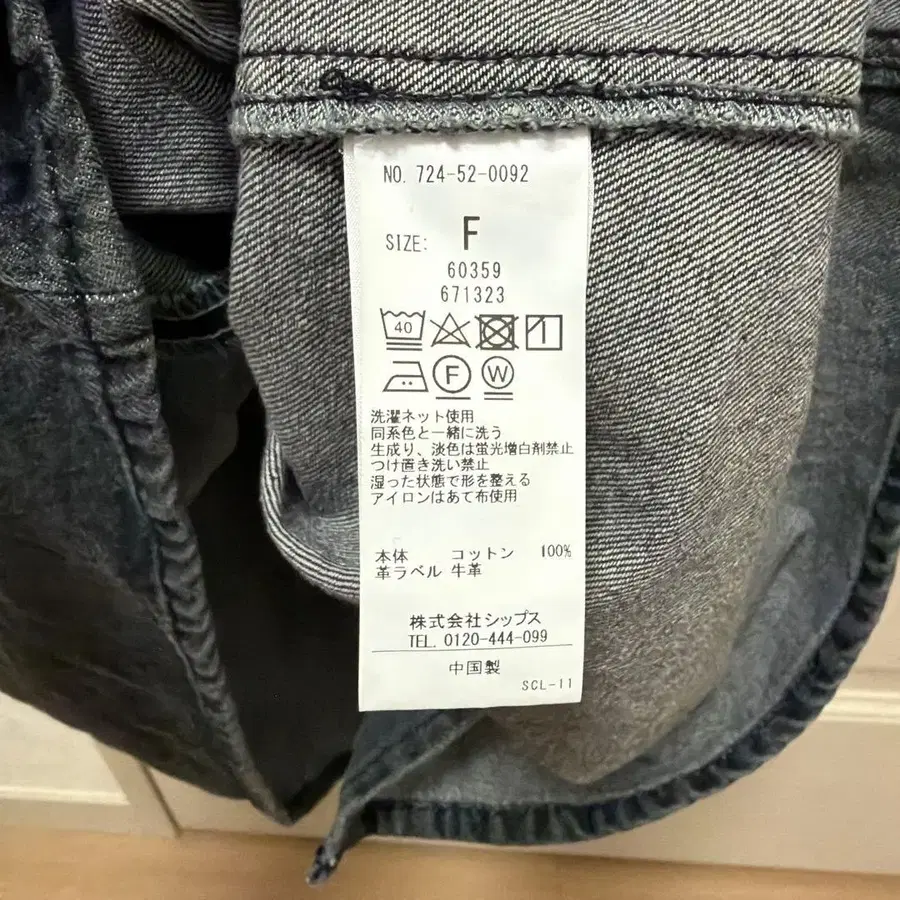 NO. 724-52-0092
SIZE: F
60359
671323
40
F W
洗濯ネット使用
同系色と一緒に洗う
生成り、淡色は蛍光増白剤禁止
つけ置き洗い禁止
湿った状態で形を整える
アイロンはあて布使用
本体 コットン 100%
革ラベル 牛革
株式会社シップス
TEL. 0120-444-099
中国製
SCL-11